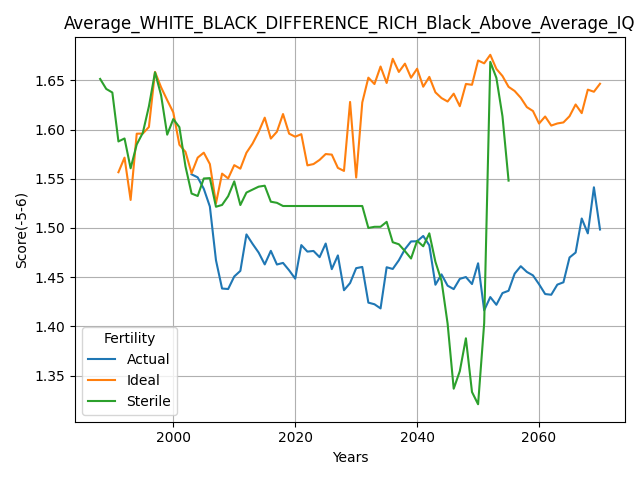 Average_WHITE_BLACK_DIFFERENCE_RICH_Black_Above_Average_IQ
Score(-5-6)
1.65
1.60
1.55
1.50
1.45
1.40
1.35
Fertility
Actual
Ideal
Sterile
2000
2020
2040
2060
Years